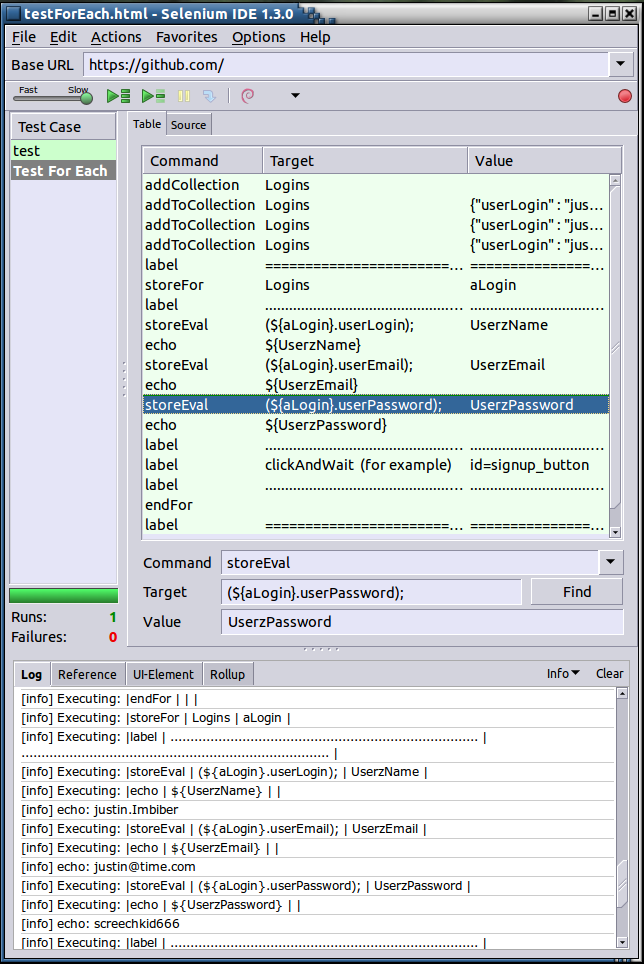 testForEach.html - Selenium IDE 1.3.0
File Edit Actions Favorites Options Help
Base URL https://github.com/
Fast Slow
Test Case
test
Test For Each
Table Source
Command Target Value
addCollection Logins
addToCollection Logins {"userLogin" : "jus...
addToCollection Logins {"userLogin" : "jus...
addToCollection Logins {"userLogin" : "jus...
label =======================... ===============...
storeFor Logins aLogin
label ................................................... .....................................
storeEval (${aLogin}.userLogin); UserzName
echo ${UserzName}
storeEval (${aLogin}.userEmail); UserzEmail
echo ${UserzEmail}
storeEval (${aLogin}.userPassword); UserzPassword
echo ${UserzPassword}
label ................................................... .....................................
label clickAndWait (for example) id=signup_button
label ................................................... .....................................
endFor
label =======================... ===============...
Command storeEval
Target (${aLogin}.userPassword); Find
Value UserzPassword
Runs: 1
Failures: 0
Log Reference UI-Element Rollup Info Clear
[info] Executing: |endFor | | |
[info] Executing: |storeFor | Logins | aLogin |
[info] Executing: |label | ............................................................................. |
............................................................................. |
[info] Executing: |storeEval | (${aLogin}.userLogin); | UserzName |
[info] Executing: |echo | ${UserzName} | |
[info] echo: justin.Imbiber
[info] Executing: |storeEval | (${aLogin}.userEmail); | UserzEmail |
[info] Executing: |echo | ${UserzEmail} | |
[info] echo: justin@time.com
[info] Executing: |storeEval | (${aLogin}.userPassword); | UserzPassword |
[info] Executing: |echo | ${UserzPassword} | |
[info] echo: screechkid666
[info] Executing: |label | ............................................................................. |